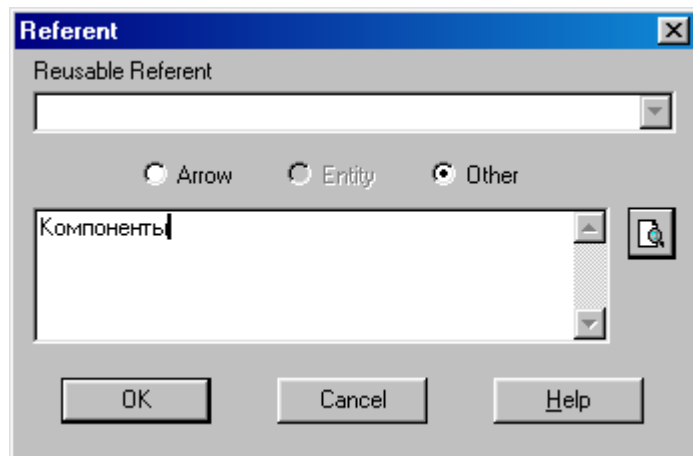 Referent
Reusable Referent
Arrow Entity Other
Компоненты
OK Cancel Help